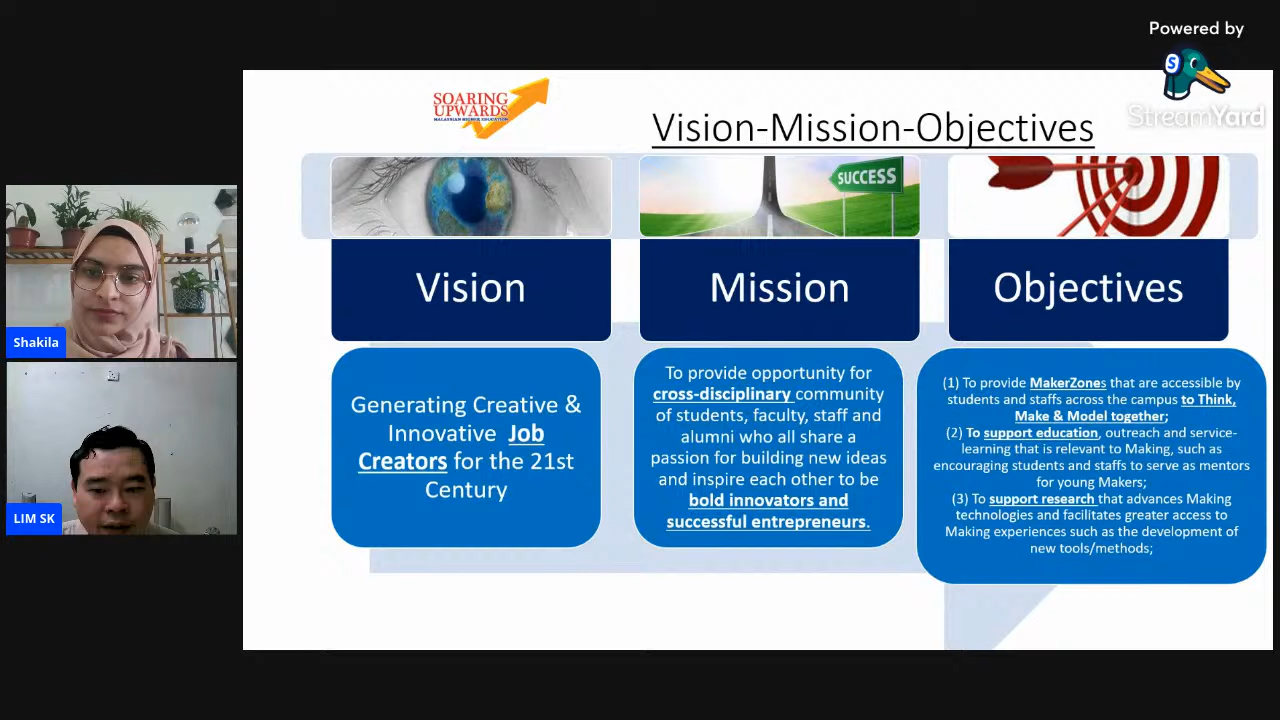 Powered by
StreamYard
SOARING
UPWARDS
MALAYSIAN HIGHER EDUCATION
Vision-Mission-Objectives
SUCCESS
Vision
Mission
Objectives
Generating Creative &
Innovative Job
Creators for the 21st
Century
To provide opportunity for
cross-disciplinary community
of students, faculty, staff and
alumni who all share a
passion for building new ideas
and inspire each other to be
bold innovators and
successful entrepreneurs.
(1) To provide MakerZones that are accessible by
students and staffs across the campus to Think,
Make & Model together;
(2) To support education, outreach and service-
learning that is relevant to Making, such as
encouraging students and staffs to serve as mentors
for young Makers;
(3) To support research that advances Making
technologies and facilitates greater access to
Making experiences such as the development of
new tools/methods;
Shakila
LIM SK